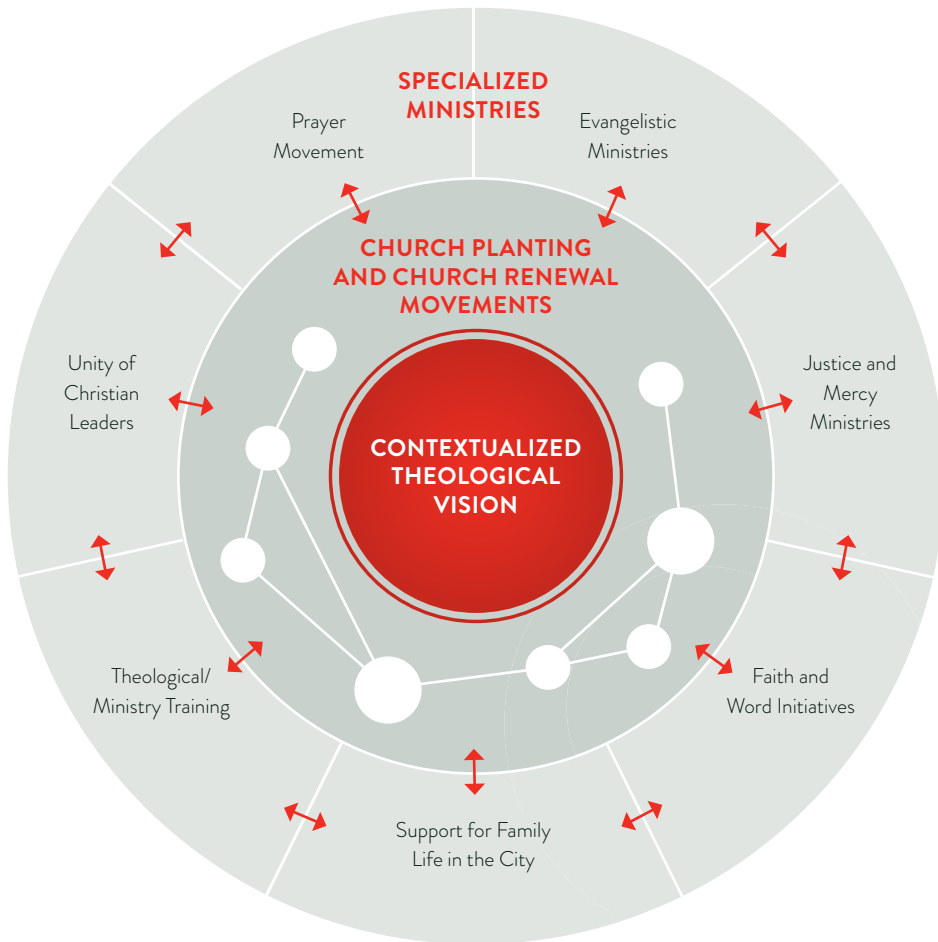 SPECIALIZED
MINISTRIES
Prayer
Movement
Evangelistic
Ministries
CHURCH PLANTING
AND CHURCH RENEWAL
MOVEMENTS
Unity of
Christian
Leaders
Justice and
Mercy
Ministries
CONTEXTUALIZED
THEOLOGICAL
VISION
Theological/
Ministry Training
Faith and
Word Initiatives
Support for Family
Life in the City